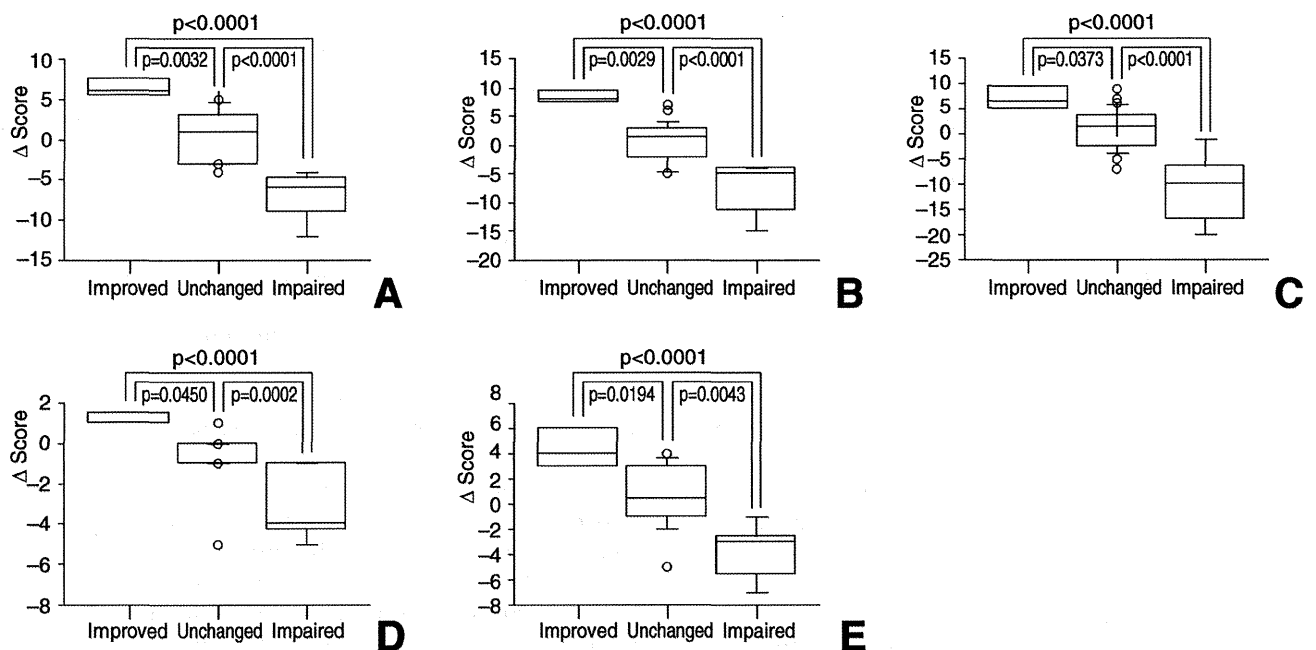 p<0.0001
p=0.0032 p<0.0001
10
5
0
−5
−10
−15
Δ Score
Improved Unchanged Impaired
A
p<0.0001
p=0.0029 p<0.0001
15
10
5
0
−5
−10
−15
−20
Δ Score
Improved Unchanged Impaired
B
p<0.0001
p=0.0373 p<0.0001
15
10
5
0
−5
−10
−15
−20
−25
Δ Score
Improved Unchanged Impaired
C
p<0.0001
p=0.0450 p=0.0002
2
0
−2
−4
−6
−8
Δ Score
Improved Unchanged Impaired
D
p<0.0001
p=0.0194 p=0.0043
8
6
4
2
0
−2
−4
−6
−8
Δ Score
Improved Unchanged Impaired
E